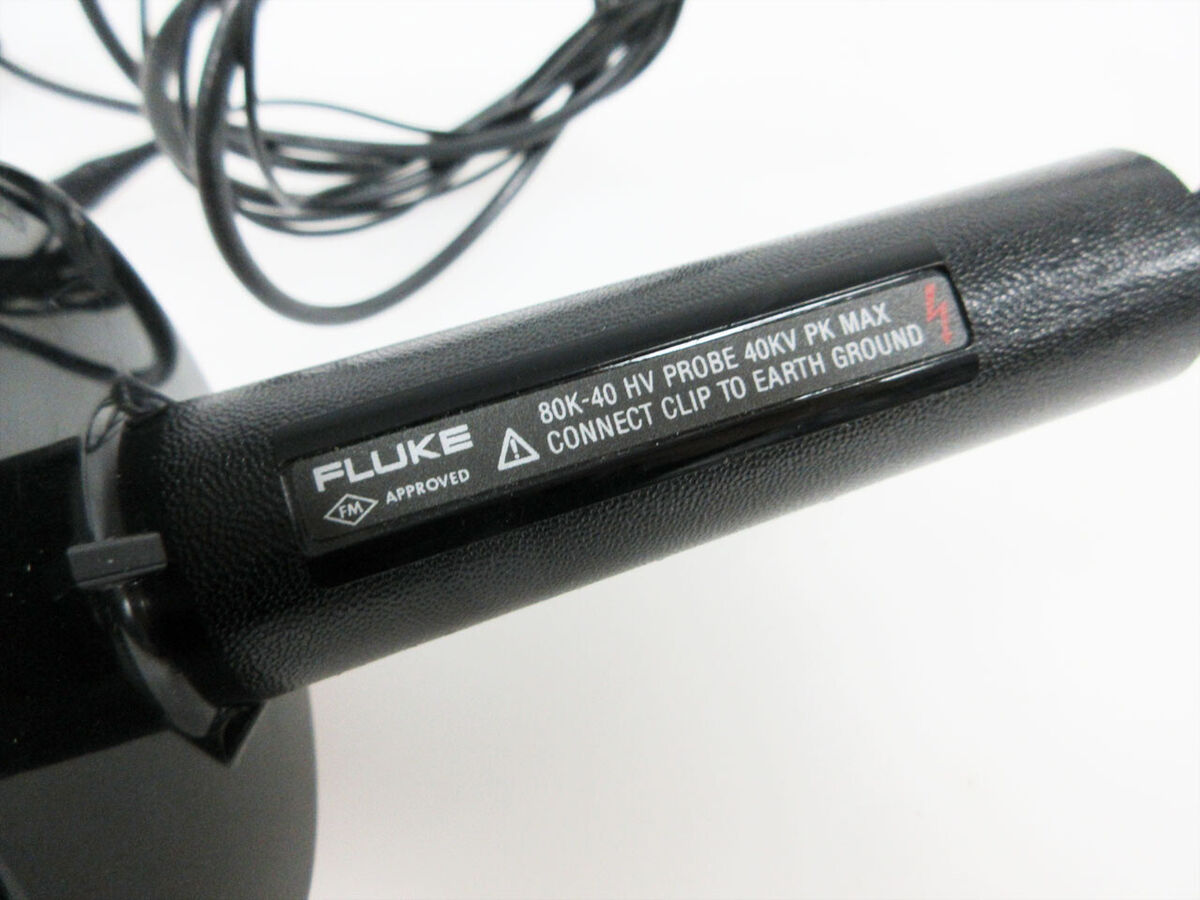 FLUKE
FM APPROVED
80K-40 HV PROBE 40KV PK MAX
CONNECT CLIP TO EARTH GROUND